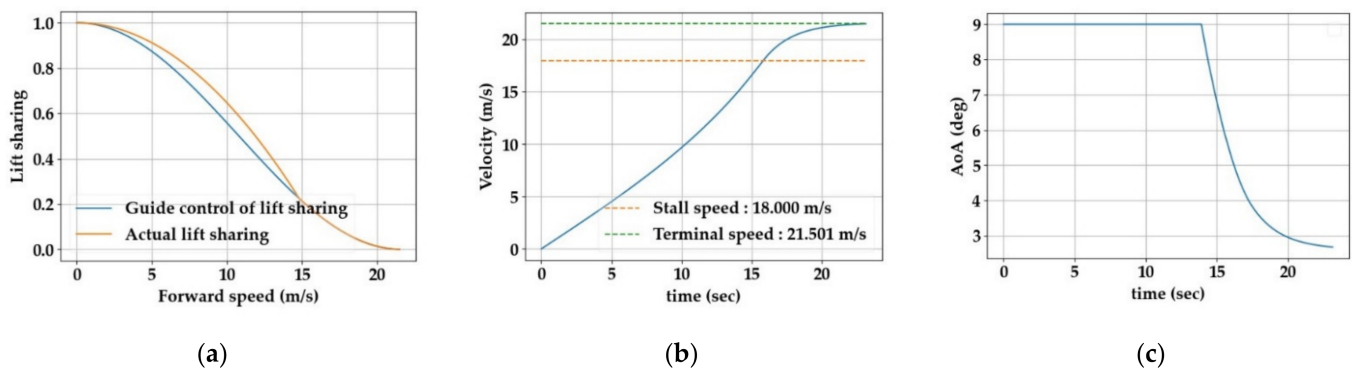 1.0
0.8
0.6
0.4
0.2
0.0
Lift sharing
Guide control of lift sharing
Actual lift sharing
0 5 10 15 20
Forward speed (m/s)
(a)
20
15
10
5
0
Velocity (m/s)
Stall speed : 18.000 m/s
Terminal speed : 21.501 m/s
0 5 10 15 20
time (sec)
(b)
9
8
7
6
5
4
3
AoA (deg)
0 5 10 15 20
time (sec)
(c)